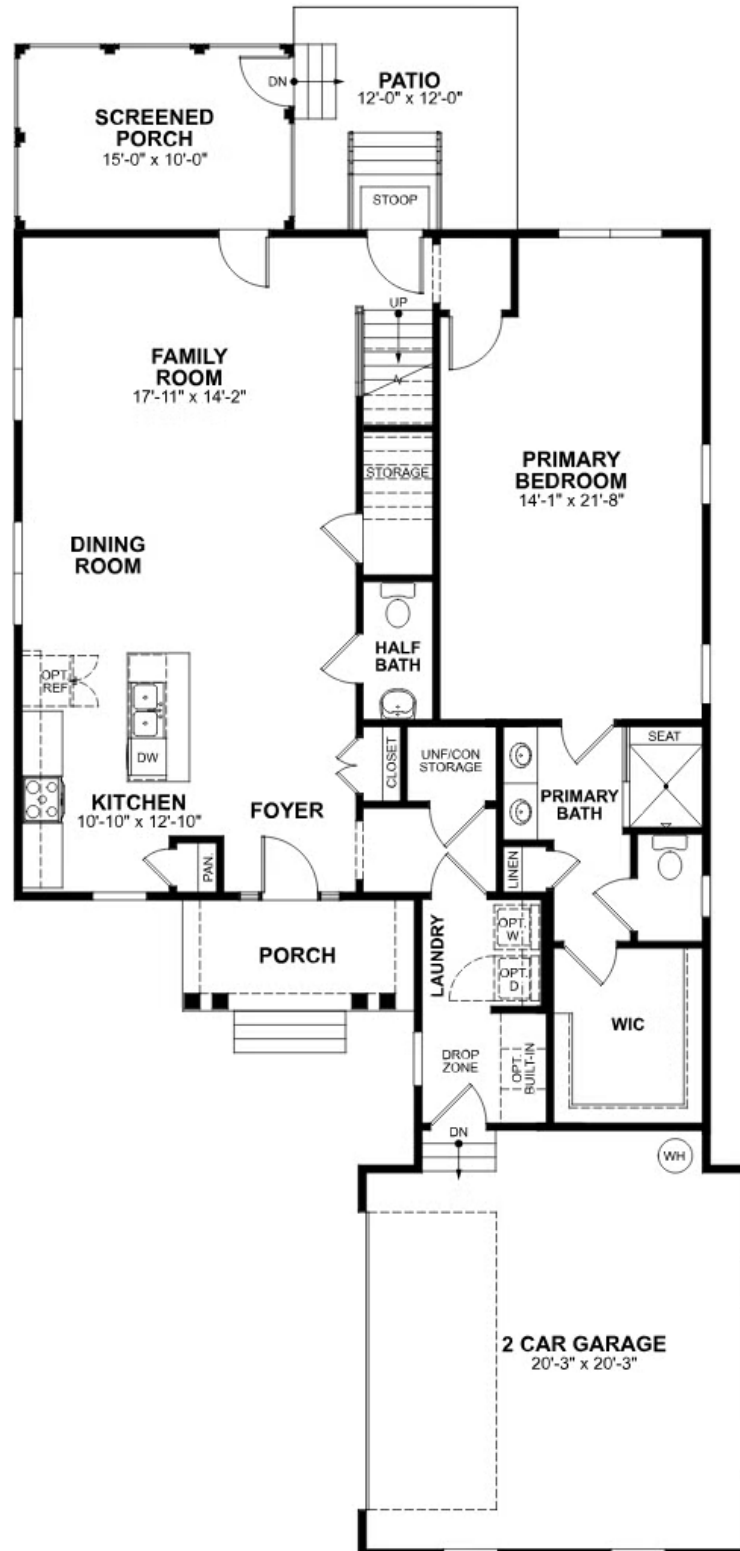 PATIO
12'-0" x 12'-0"
DN
SCREENED
PORCH
15'-0" x 10'-0"
STOOP
UP
FAMILY
ROOM
17'-11" x 14'-2"
STORAGE
PRIMARY
BEDROOM
14'-1" x 21'-8"
DINING
ROOM
HALF
BATH
OPT.
REF
DW
CLOSET
UNF/CON
STORAGE
SEAT
KITCHEN
10'-10" x 12'-10"
FOYER
PRIMARY
BATH
PAN.
LINEN
PORCH
LAUNDRY
OPT.
W
OPT.
D
WIC
DROP
ZONE
OPT.
BUILT-IN
DN
WH
2 CAR GARAGE
20'-3" x 20'-3"